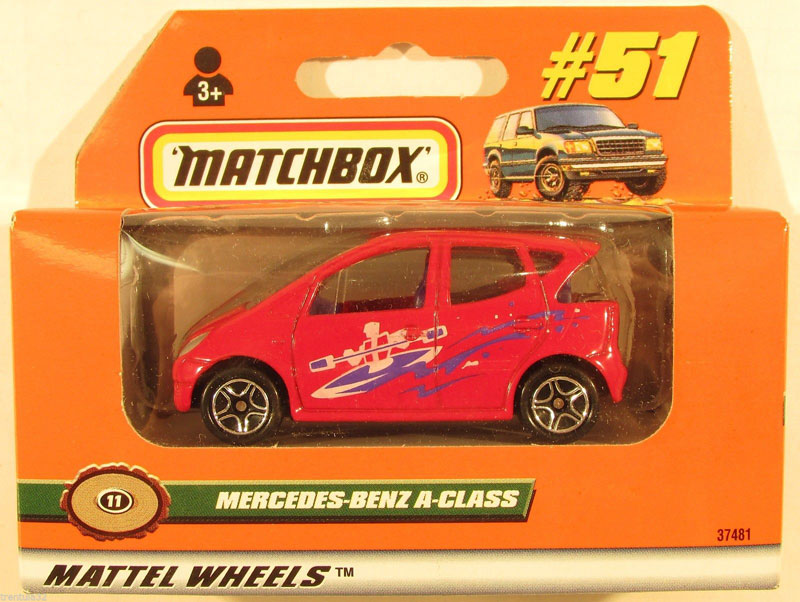 #51
3+
'MATCHBOX'®
11
MERCEDES-BENZ A-CLASS
37481
MATTEL WHEELS™